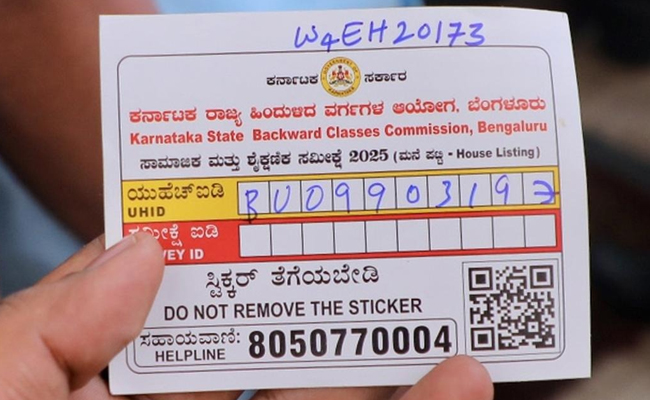 W4EH20173
ಕರ್ನಾಟಕ ಸರ್ಕಾರ
ಕರ್ನಾಟಕ ರಾಜ್ಯ ಹಿಂದುಳಿದ ವರ್ಗಗಳ ಆಯೋಗ. ಬೆಂಗಳೂರು
Karnataka State Backward Classes Commission, Bengaluru
ಸಾಮಾಜಿಕ ಮತ್ತು ಶೈಕ್ಷಣಿಕ ಸಮೀಕ್ಷೆ 2025 (ಮನೆ ಪಟ್ಟಿ - House Listing)
ಯುಹೆಚ್ಐಡಿ
UHID BU09903197
ಸಮೀಕ್ಷೆ ಐಡಿ
VEY ID
ಸ್ಟಿಕ್ಕರ್ ತೆಗೆಯಬೇಡಿ
DO NOT REMOVE THE STICKER
ಸಹಾಯವಾಣಿ:
HELPLINE 8050770004